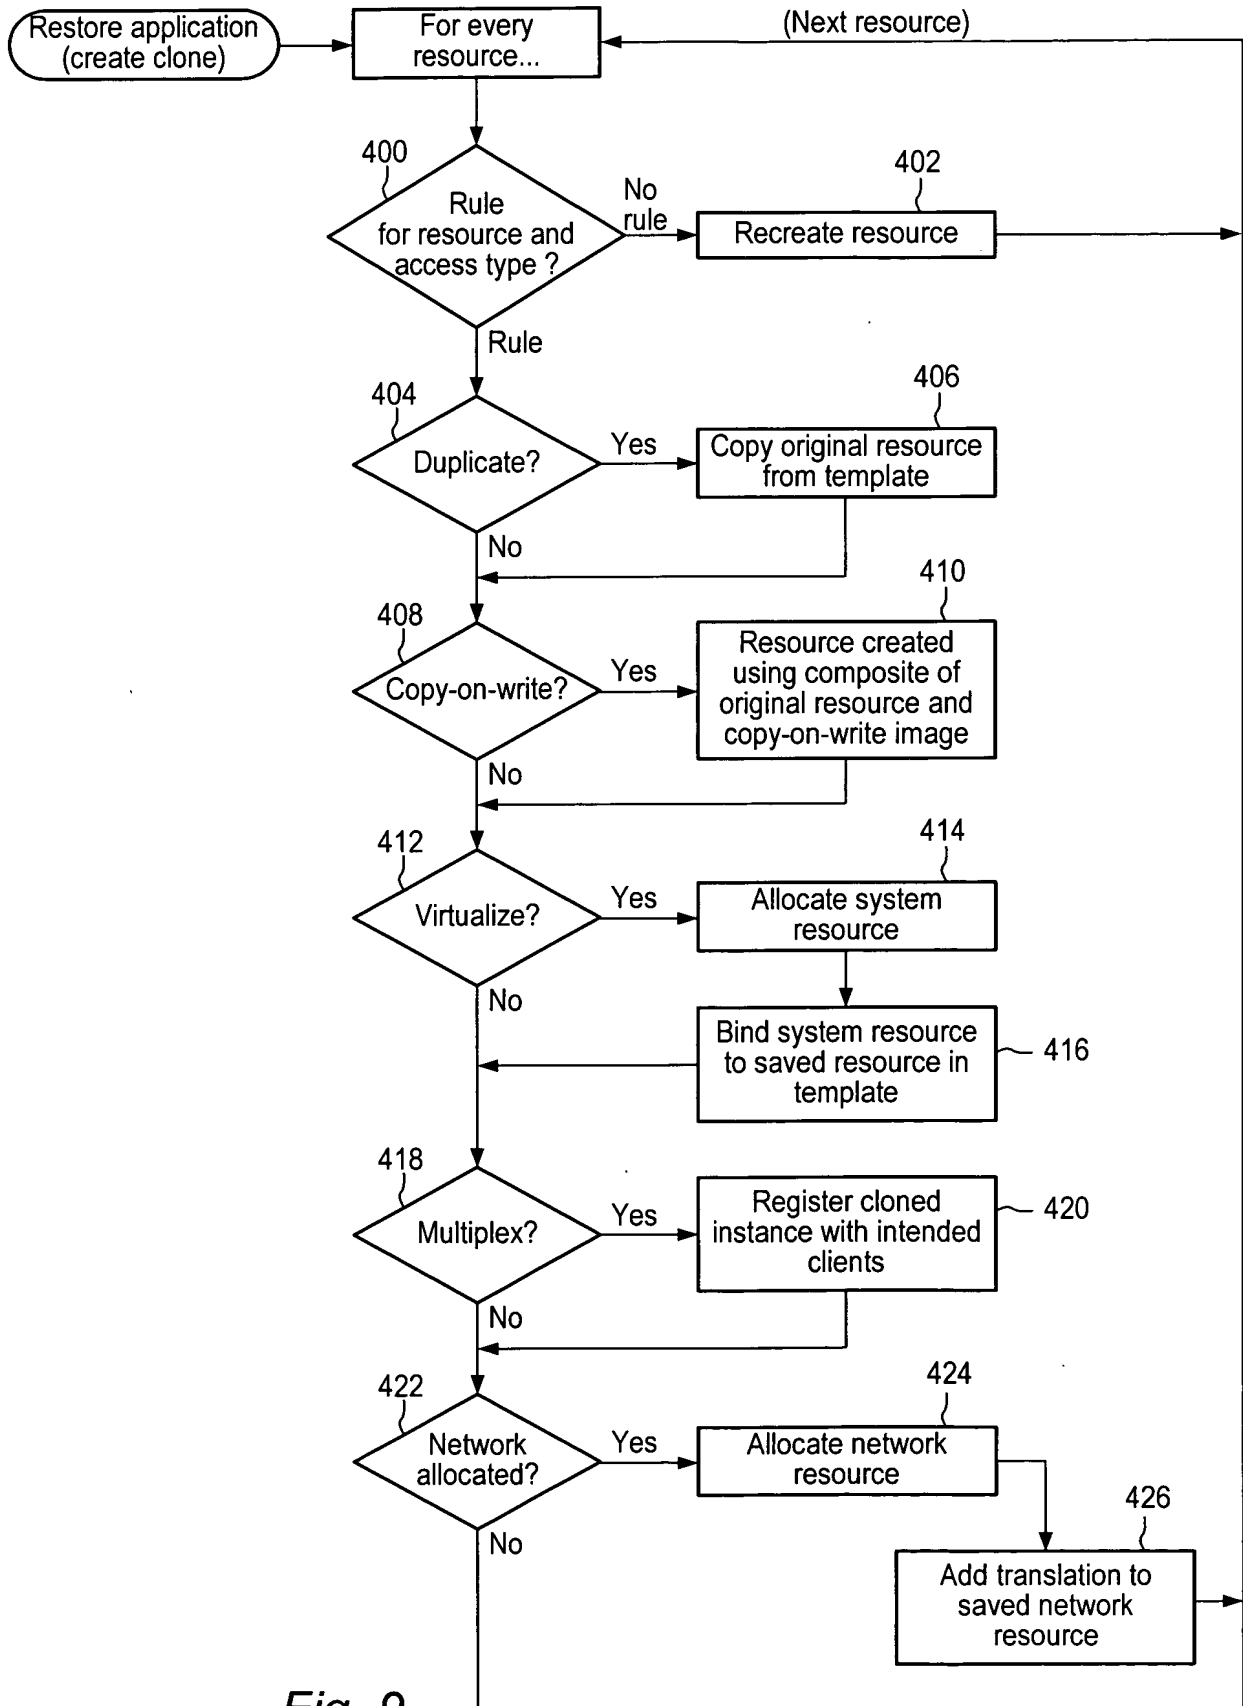 Restore application
(create clone)
For every
resource...
(Next resource)
400
Rule
for resource and
access type ?
No
rule
402
Recreate resource
Rule
404
Duplicate?
Yes
406
Copy original resource
from template
No
408
Copy-on-write?
Yes
410
Resource created
using composite of
original resource and
copy-on-write image
No
412
Virtualize?
Yes
414
Allocate system
resource
No
Bind system resource
to saved resource in
template
416
418
Multiplex?
Yes
Register cloned
instance with intended
clients
420
No
422
Network
allocated?
Yes
424
Allocate network
resource
No
426
Add translation to
saved network
resource
Fig. 9